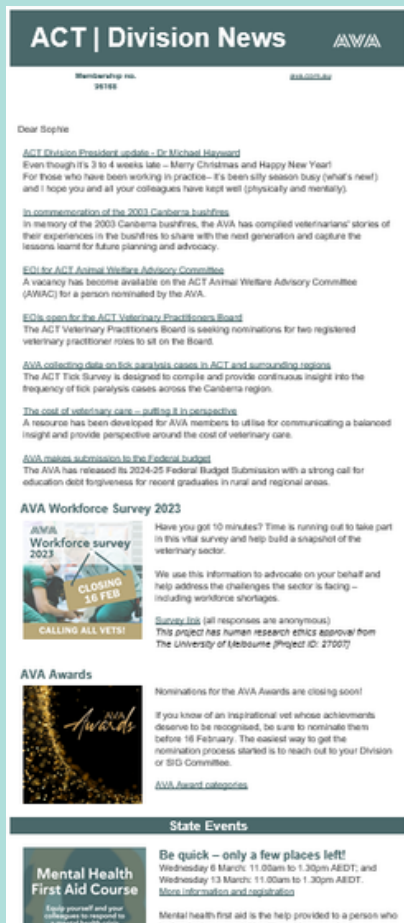 ACT | Division News
AVA
Membership no.
ava.com.au
Dear Sophie
ACT Division President update - Dr Michael Hayward
Even though it's 3 to 4 weeks late – Merry Christmas and Happy New Year!
For those who have been working in practice– it's been silly season busy (what's new!)
and I hope you and all your colleagues have kept well (physically and mentally).
In commemoration of the 2003 Canberra bushfires
In memory of the 2003 Canberra bushfires, the AVA has compiled veterinarians' stories of
their experiences in the bushfires to share with the next generation and capture the
lessons learnt for future planning and advocacy.
EOI for ACT Animal Welfare Advisory Committee
A vacancy has become available on the ACT Animal Welfare Advisory Committee
(AWAC) for a person nominated by the AVA.
EOIs open for the ACT Veterinary Practitioners Board
The ACT Veterinary Practitioners Board is seeking nominations for two registered
veterinary practitioner roles to sit on the Board.
AVA collecting data on tick paralysis cases in ACT and surrounding regions
The ACT Tick Survey is designed to compile and provide continuous insight into the
frequency of tick paralysis cases across the Canberra region.
The cost of veterinary care – putting it in perspective
A resource has been developed for AVA members to utilise for communicating a balanced
insight and provide perspective around the cost of veterinary care.
AVA makes submission to the Federal budget
The AVA has released its 2024-25 Federal Budget Submission with a strong call for
education debt forgiveness for recent graduates in rural and regional areas.
AVA Workforce Survey 2023
AVA
Workforce survey
2023
CLOSING
16 FEB
CALLING ALL VETS!
Have you got 10 minutes? Time is running out to take part
in this vital survey and help build a snapshot of the
veterinary sector.
We use this information to advocate on your behalf and
help address the challenges the sector is facing –
including workforce shortages.
Survey link (all responses are anonymous)
This project has human research ethics approval from
The University of Melbourne [Project ID: 27007]
AVA Awards
AVA
Awards
Nominations for the AVA Awards are closing soon!
If you know of an inspirational vet whose achievments
deserve to be recognised, be sure to nominate them
before 16 February. The easiest way to get the
nomination process started is to reach out to your Division
or SIG Committee.
AVA Award categories
State Events
Mental Health
First Aid Course
Equip yourself and your
colleagues to respond to
Be quick – only a few places left!
Wednesday 6 March: 11.00am to 1.30pm AEDT; and
Wednesday 13 March: 11.00am to 1.30pm AEDT.
More information and registration
Mental health first aid is the help provided to a person who